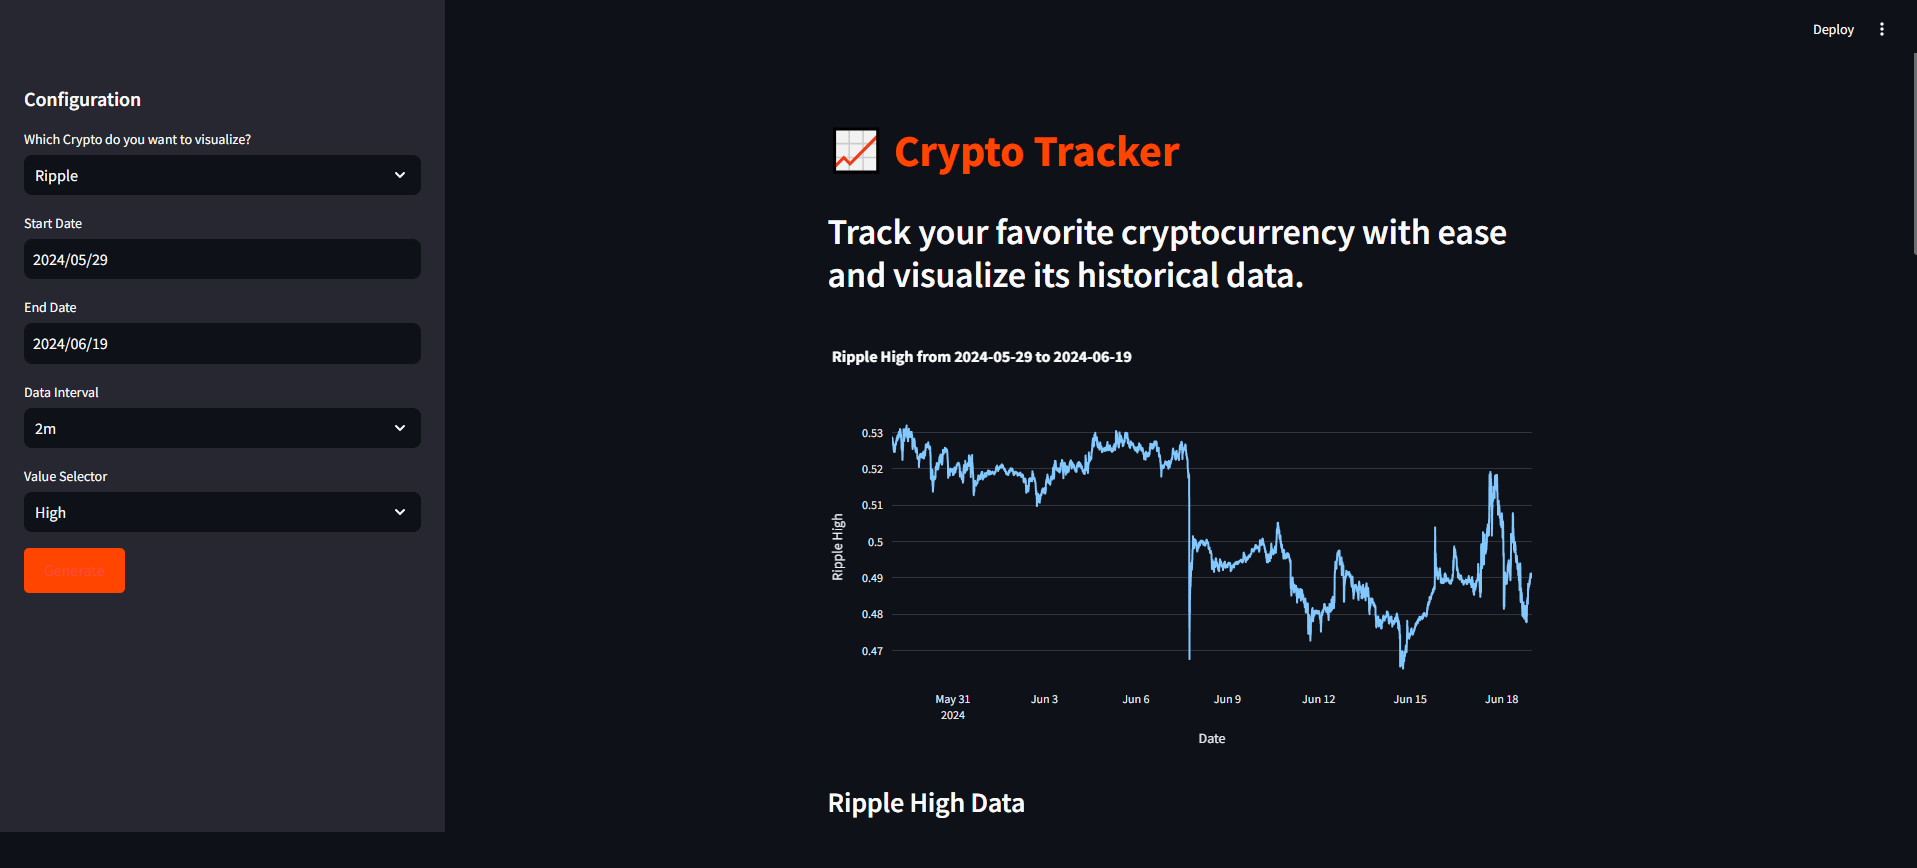 Deploy
Configuration
Which Crypto do you want to visualize?
Ripple
Start Date
2024/05/29
End Date
2024/06/19
Data Interval
2m
Value Selector
High
Generate
Crypto Tracker
Track your favorite cryptocurrency with ease
and visualize its historical data.
Ripple High from 2024-05-29 to 2024-06-19
Ripple High
0.53
0.52
0.51
0.5
0.49
0.48
0.47
May 31 Jun 3 Jun 6 Jun 9 Jun 12 Jun 15 Jun 18
2024
Date
Ripple High Data